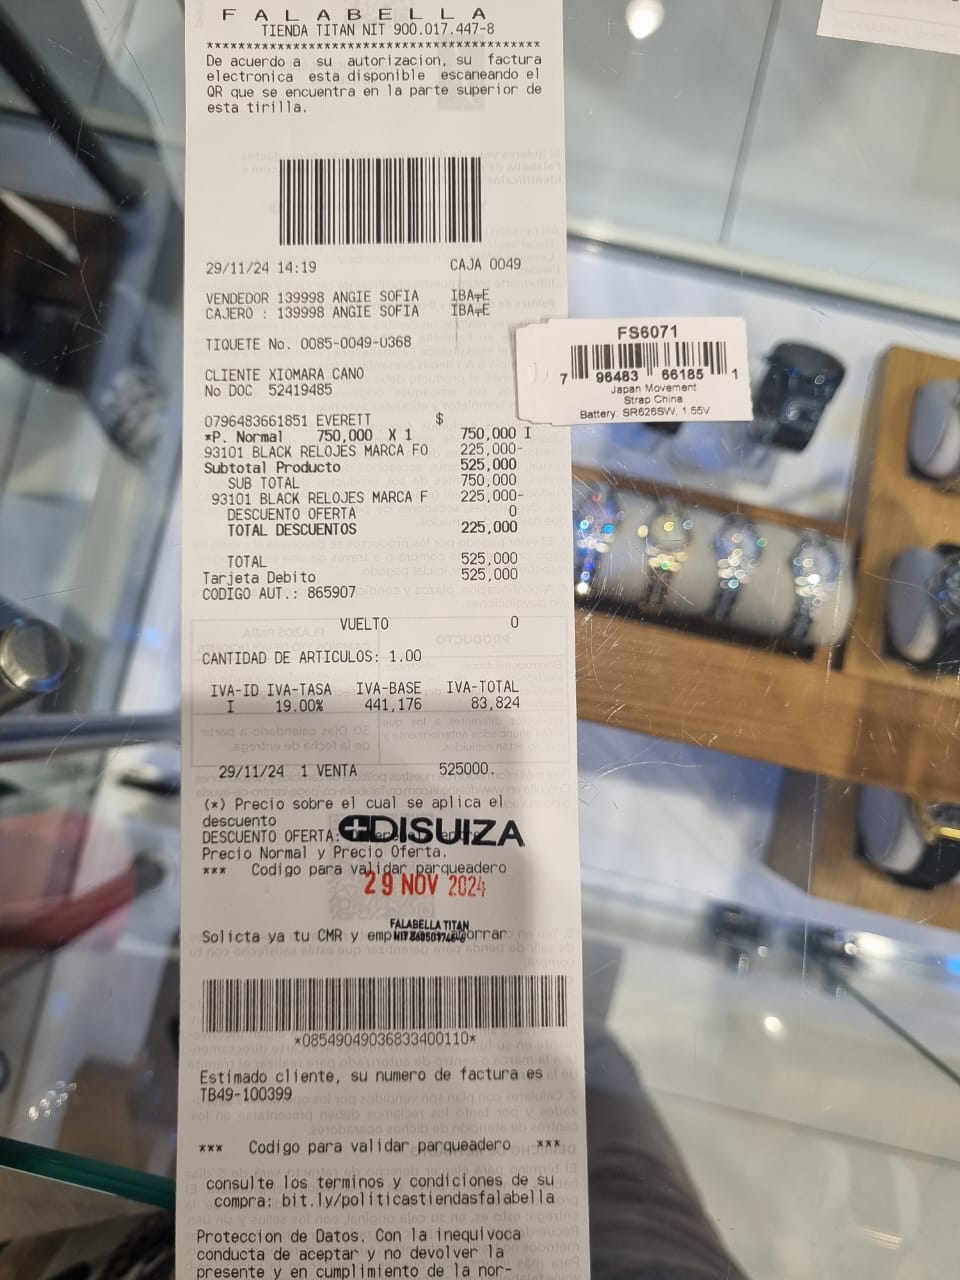 F A L A B E L L A
TIENDA TITAN NIT 900.017.447-8
******************************************
De acuerdo a su autorizacion, su factura
electronica esta disponible escaneando el
QR que se encuentra en la parte superior de
esta tirilla.
29/11/24 14:19 CAJA 0049
VENDEDOR 139998 ANGIE SOFIA
CAJERO : 139998 ANGIE SOFIA
TIQUETE No. 0085-0049-0368
CLIENTE XIOMARA CANO
No DOC 52419485
0796483661851 EVERETT $
*P. Normal 750,000 X 1 750,000 I
93101 BLACK RELOJES MARCA FO 225,000-
Subtotal Producto 525,000
SUB TOTAL 750,000
93101 BLACK RELOJES MARCA F 225,000-
DESCUENTO OFERTA 0
TOTAL DESCUENTOS 225,000
TOTAL 525,000
Tarjeta Debito 525,000
CODIGO AUT.: 865907
VUELTO 0
CANTIDAD DE ARTICULOS: 1.00
IVA-ID IVA-TASA IVA-BASE IVA-TOTAL
I 19.00% 441,176 83,824
29/11/24 1 VENTA 525000.
(*) Precio sobre el cual se aplica el
descuento
DESCUENTO OFERTA:
DISUIZA
Precio Normal y Precio Oferta.
*** Codigo para validar parqueadero
29 NOV 2024
FALABELLA TITAN
Solicta ya tu CMR y
*08549049036833400110*
Estimado cliente, su numero de factura es
TB49-100399
*** Codigo para validar parqueadero ***
consulte los terminos y condiciones de su
compra: bit.ly/politicastiendasfalabella
Proteccion de Datos. Con la inequivoca
conducta de aceptar y no devolver la
presente y en cumplimiento de la nor-
FS6071
7 96483 66185 1
Japan Movement
Strap China
Battery: SR626SW, 1.55V